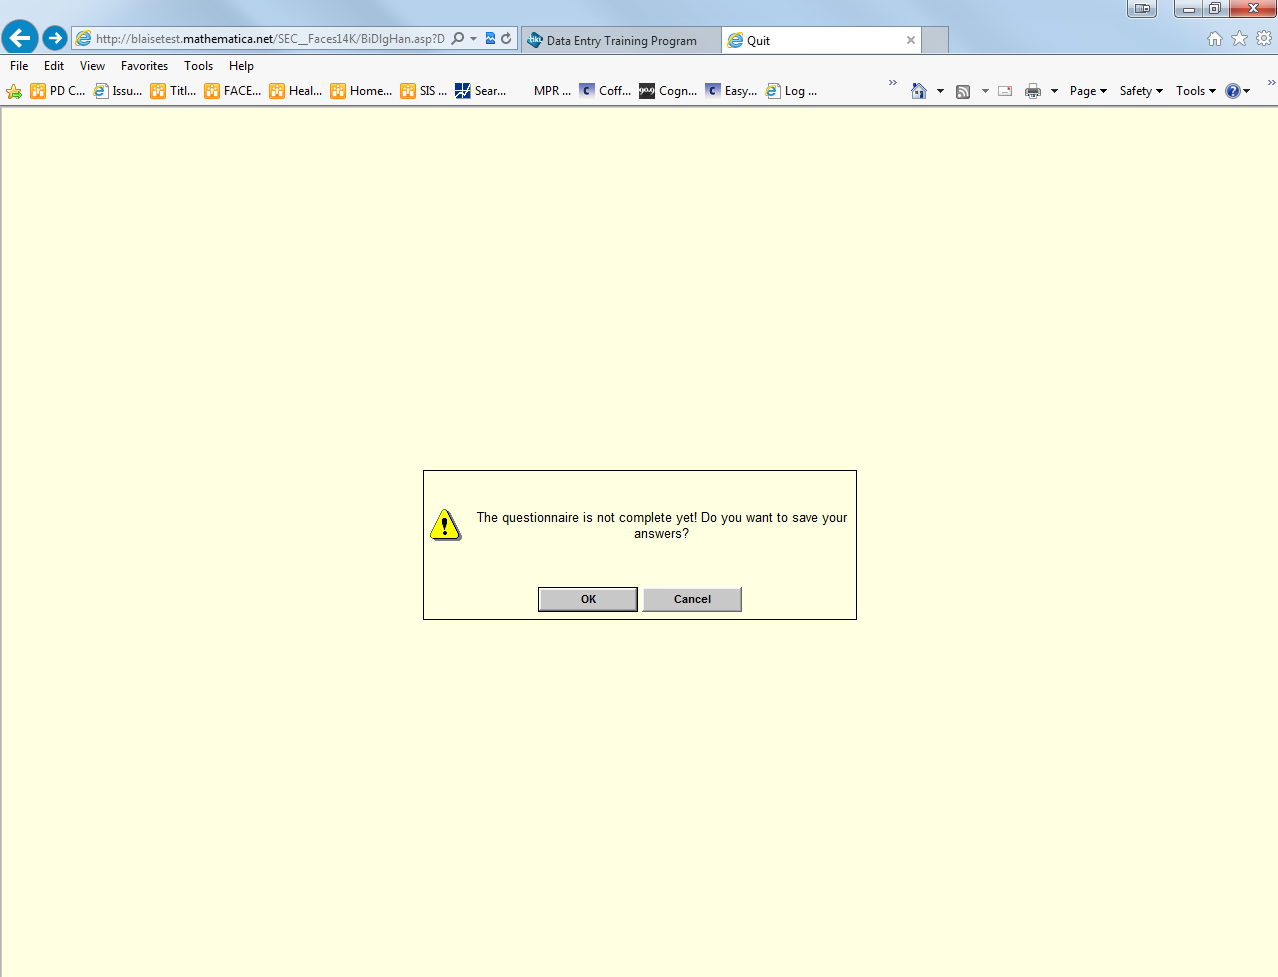 http://blaisetest.mathematica.net/SEC__Faces14K/BiDlgHan.asp?D
Data Entry Training Program
Quit
File Edit View Favorites Tools Help
PD C... Issu... Titl... FACE... Heal... Home... SIS ... Sear... MPR ... Coff... Cogn... Easy... Log ... Page Safety Tools
The questionnaire is not complete yet! Do you want to save your
answers?
OK Cancel